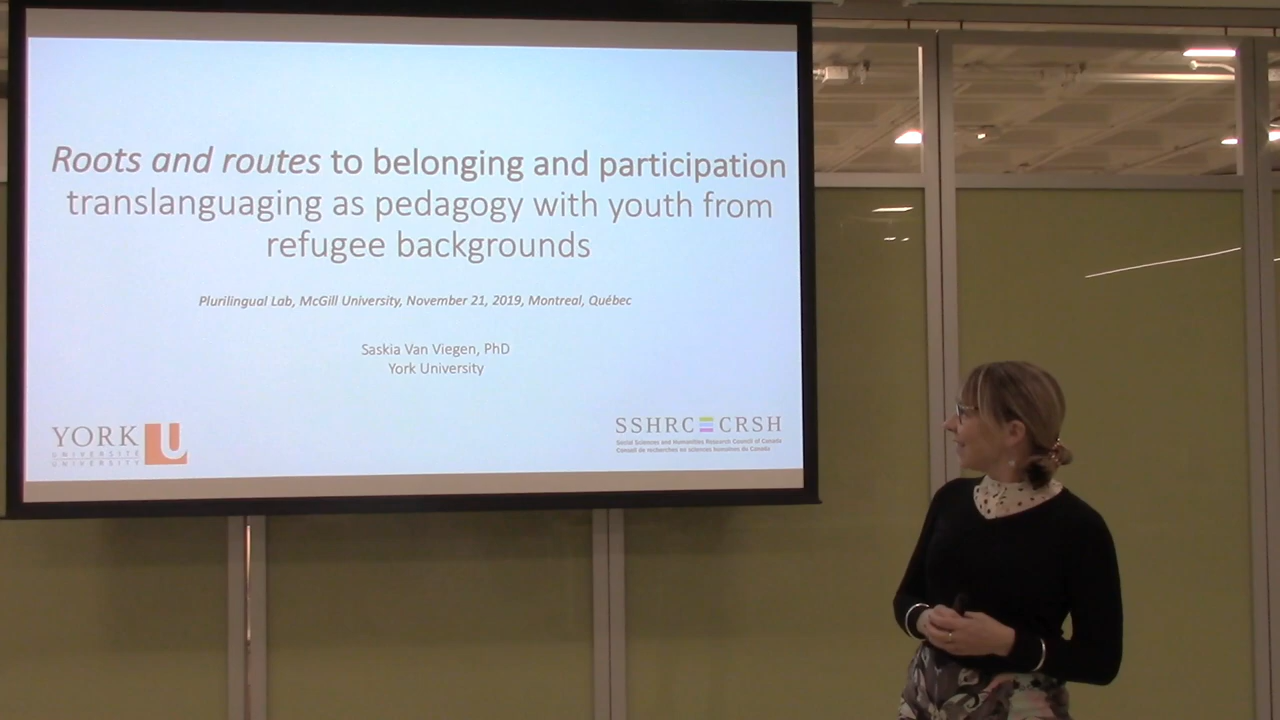 Roots and routes to belonging and participation
translanguaging as pedagogy with youth from
refugee backgrounds
Plurilingual Lab, McGill University, November 21, 2019, Montreal, Québec
Saskia Van Viegen, PhD
York University
YORK U
UNIVERSITÉ
UNIVERSITY
SSHRC CRSH
Social Sciences and Humanities Research Council of Canada
Conseil de recherches en sciences humaines du Canada